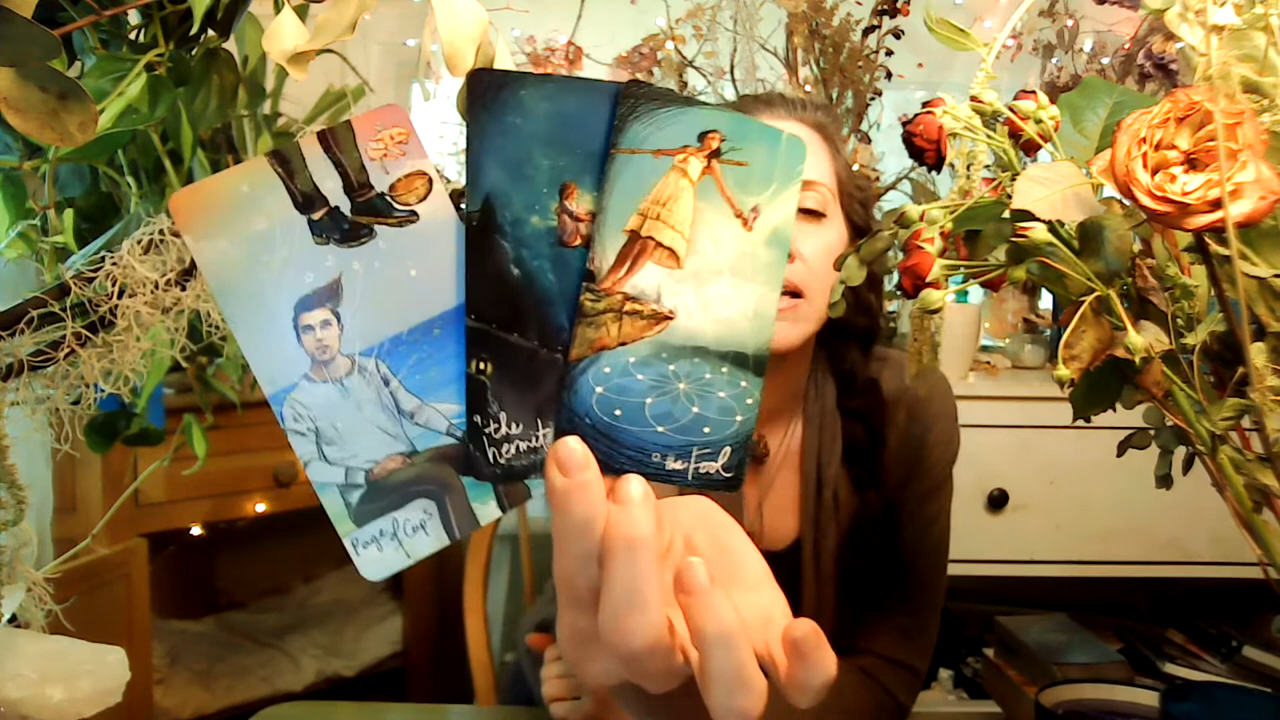 Page of Cups
the
hermit
the Fool